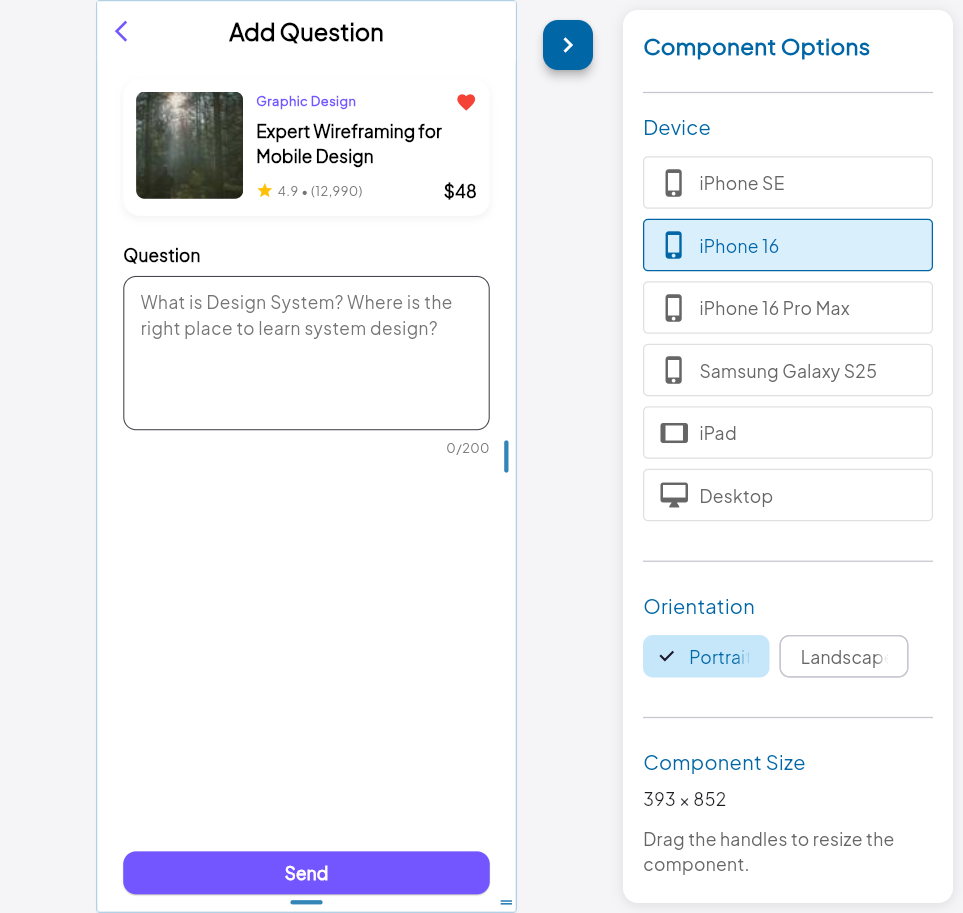 Add Question
Graphic Design
Expert Wireframing for
Mobile Design
4.9 • (12,990)
$48
Question
What is Design System? Where is the
right place to learn system design?
0/200
Send
Component Options
Device
iPhone SE
iPhone 16
iPhone 16 Pro Max
Samsung Galaxy S25
iPad
Desktop
Orientation
Portrait
Landscape
Component Size
393 × 852
Drag the handles to resize the
component.